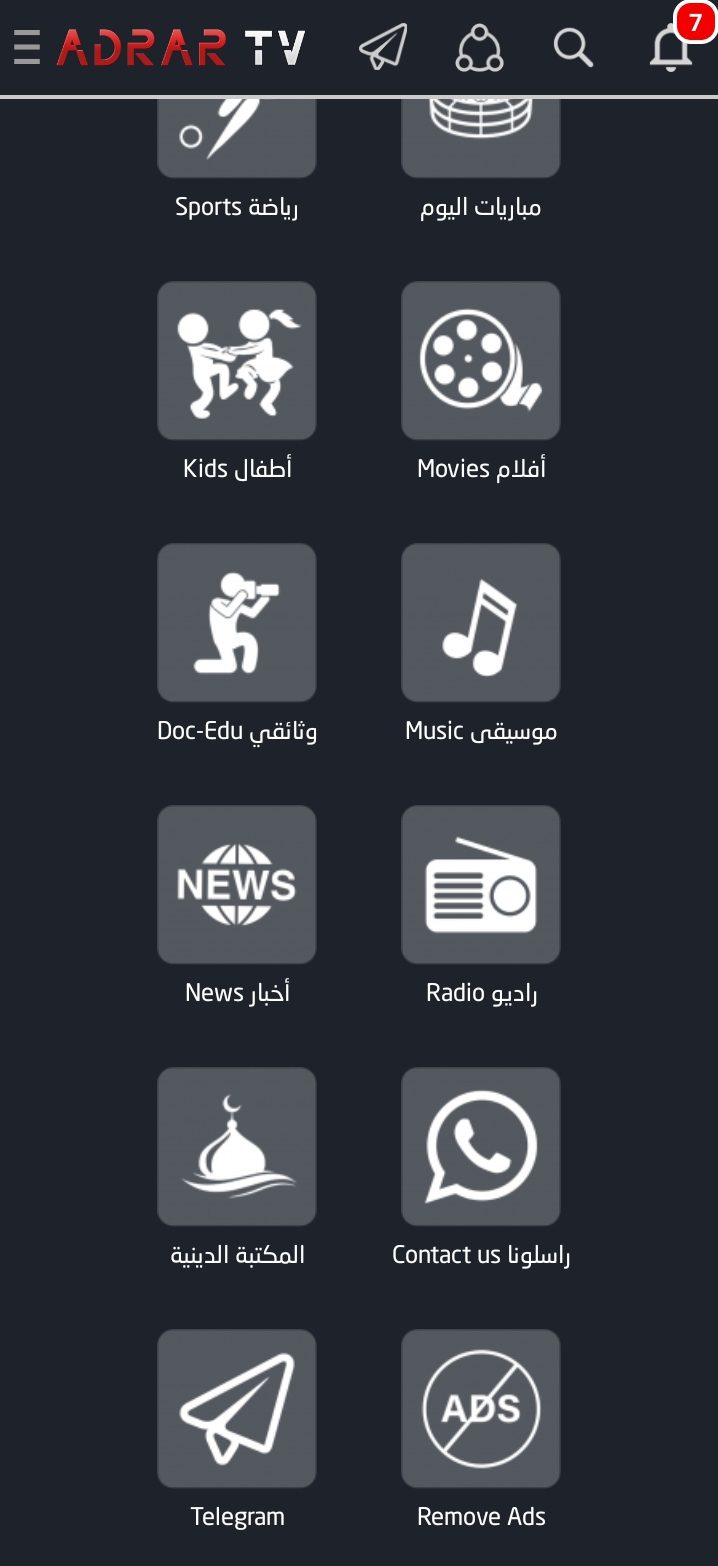 ADRAR TV
7
رياضة Sports
مباريات اليوم
أطفال Kids
أفلام Movies
وثائقي Doc-Edu
موسيقى Music
NEWS
أخبار News
راديو Radio
المكتبة الدينية
راسلونا Contact us
ADS
Telegram
Remove Ads